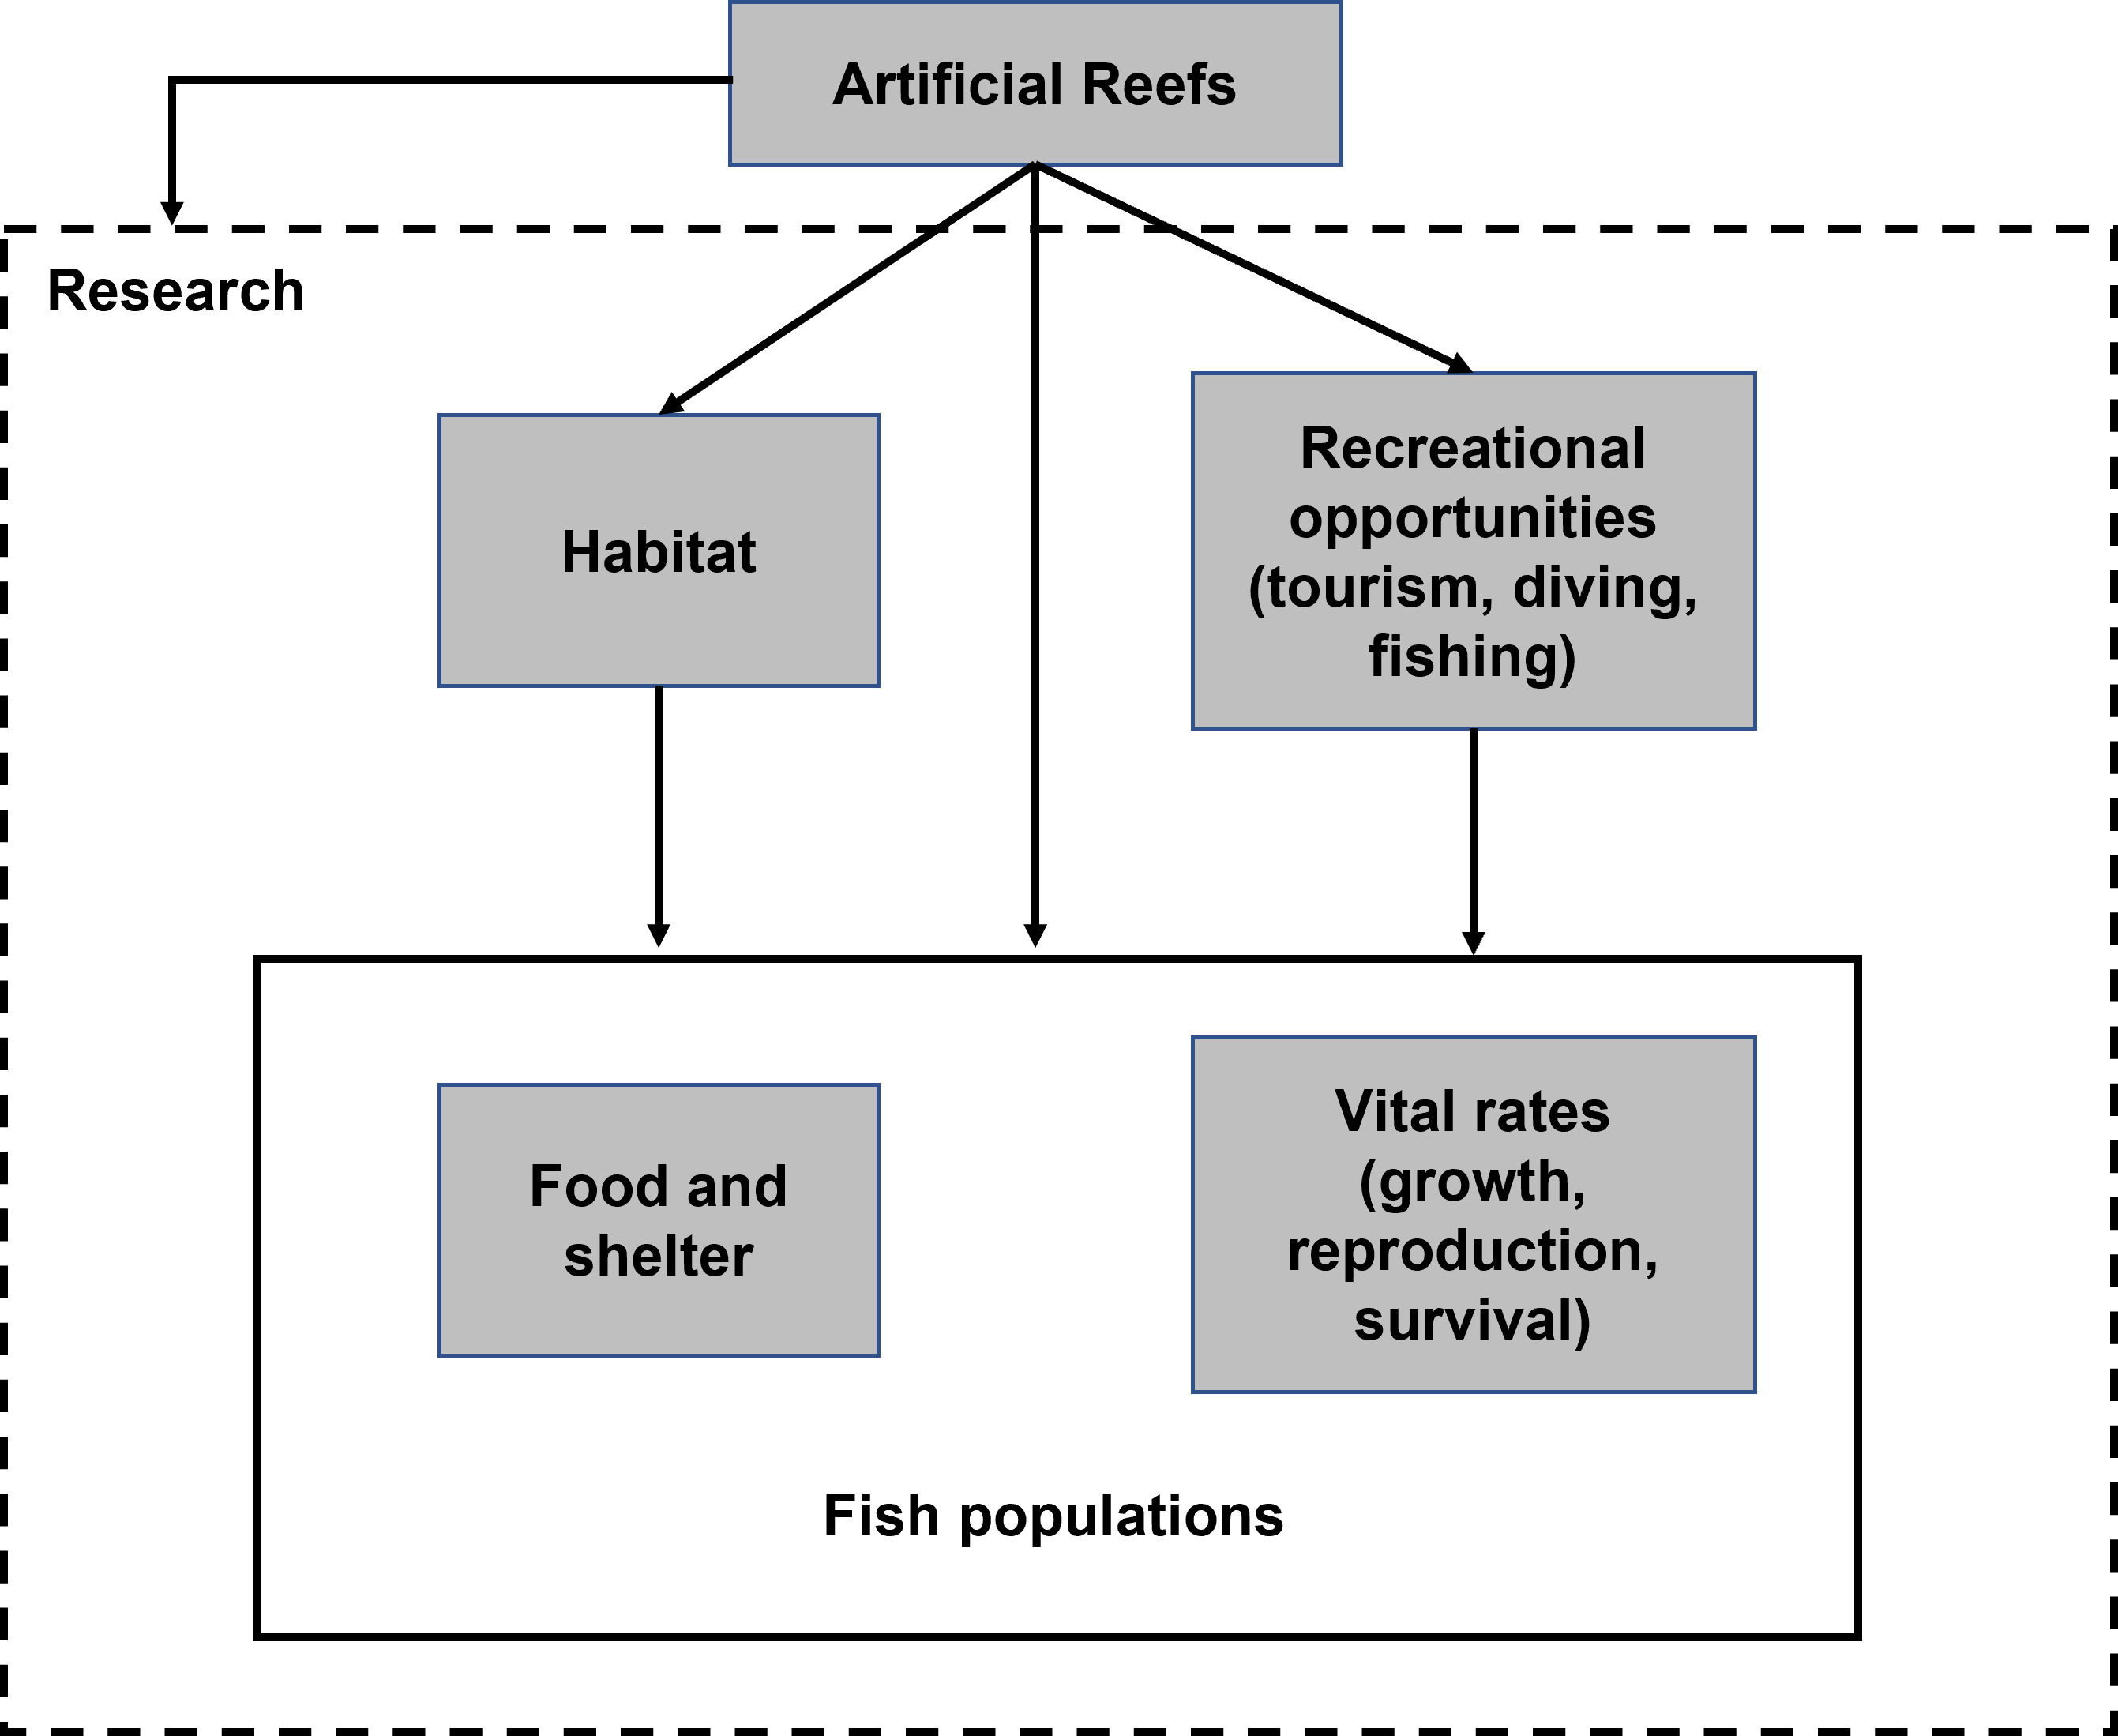 Artificial Reefs
Research
Habitat
Recreational
opportunities
(tourism, diving,
fishing)
Food and
shelter
Vital rates
(growth,
reproduction,
survival)
Fish populations